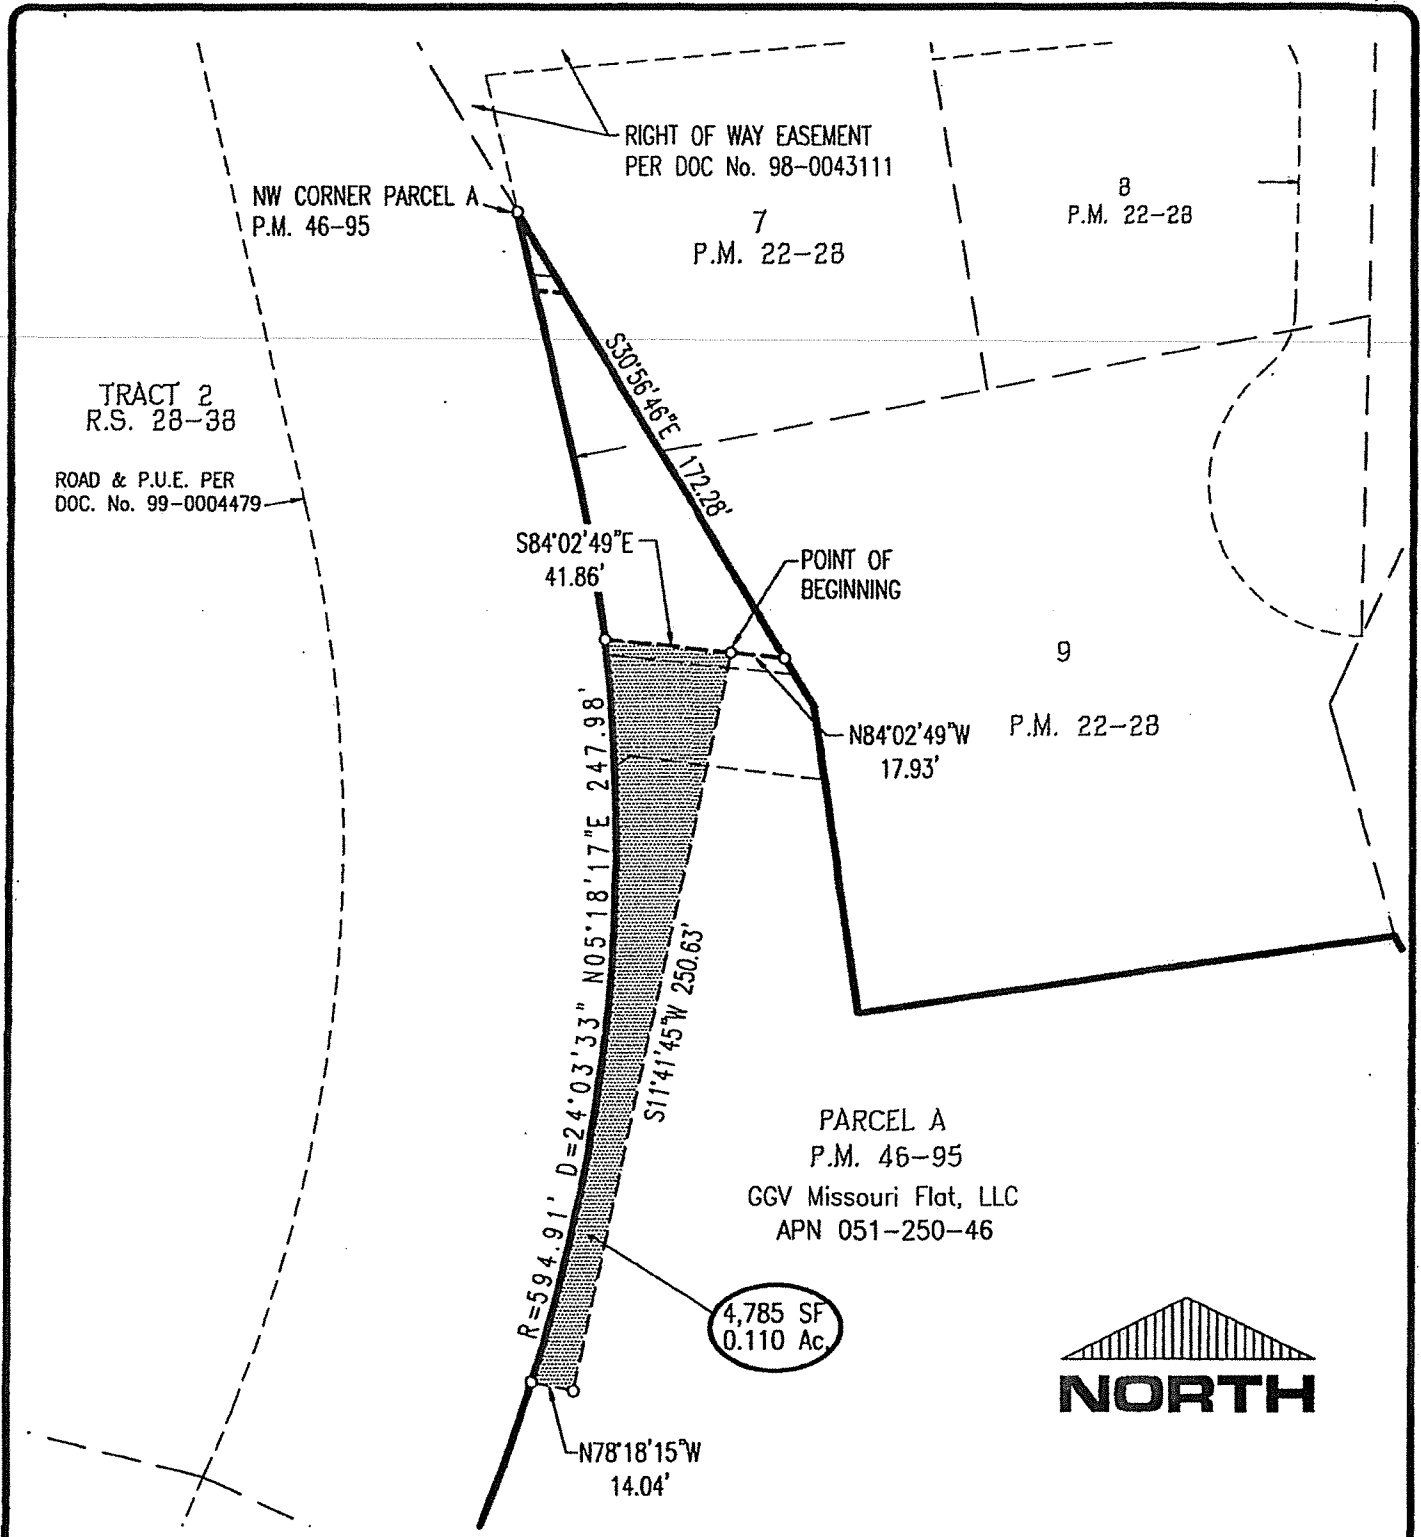 RIGHT OF WAY EASEMENT
PER DOC No. 98-0043111
NW CORNER PARCEL A
P.M. 46-95
7
P.M. 22-28
8
P.M. 22-28
S30°56'46"E 172.28'
TRACT 2
R.S. 28-38
ROAD & P.U.E. PER
DOC. No. 99-0004479
S84°02'49"E
41.86'
POINT OF
BEGINNING
9
P.M. 22-28
N84°02'49"W
17.93'
R=594.91' D=24°03'33" N05°18'17"E 247.98'
S11°41'45"W 250.63'
PARCEL A
P.M. 46-95
GGV Missouri Flat, LLC
APN 051-250-46
4,785 SF
0.110 Ac.
NORTH
N78°18'15"W
14.04'